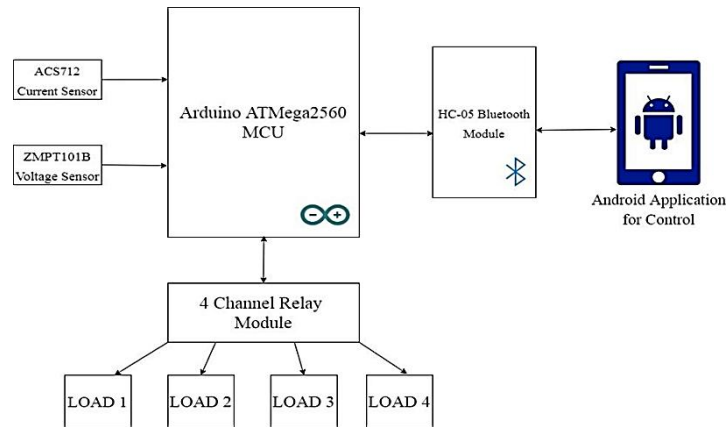 ACS712
Current Sensor
ZMPT101B
Voltage Sensor
Arduino ATMega2560
MCU
HC-05 Bluetooth
Module
Android Application
for Control
4 Channel Relay
Module
LOAD 1
LOAD 2
LOAD 3
LOAD 4